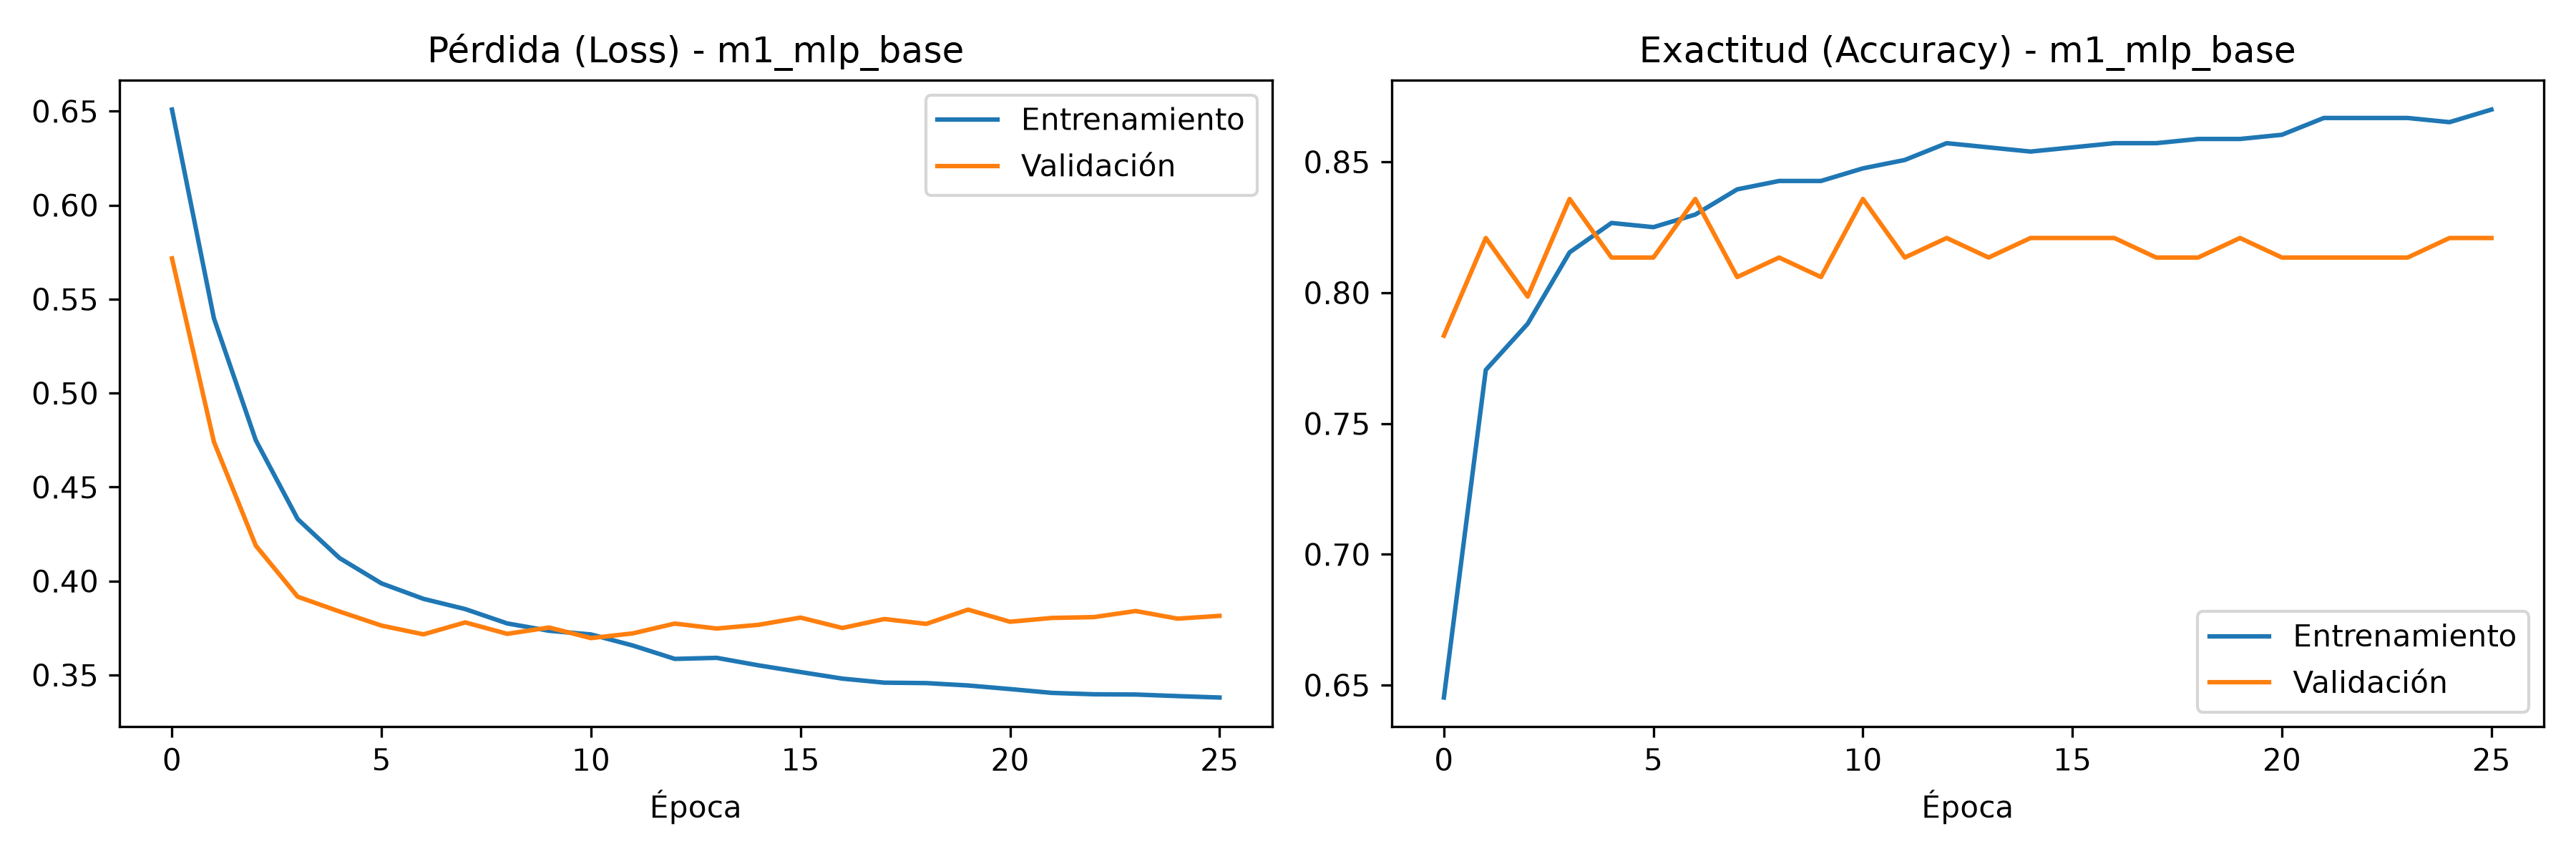 Pérdida (Loss) - m1_mlp_base
0.65
0.60
0.55
0.50
0.45
0.40
0.35
0 5 10 15 20 25
Época
Entrenamiento
Validación
Exactitud (Accuracy) - m1_mlp_base
0.85
0.80
0.75
0.70
0.65
0 5 10 15 20 25
Época
Entrenamiento
Validación